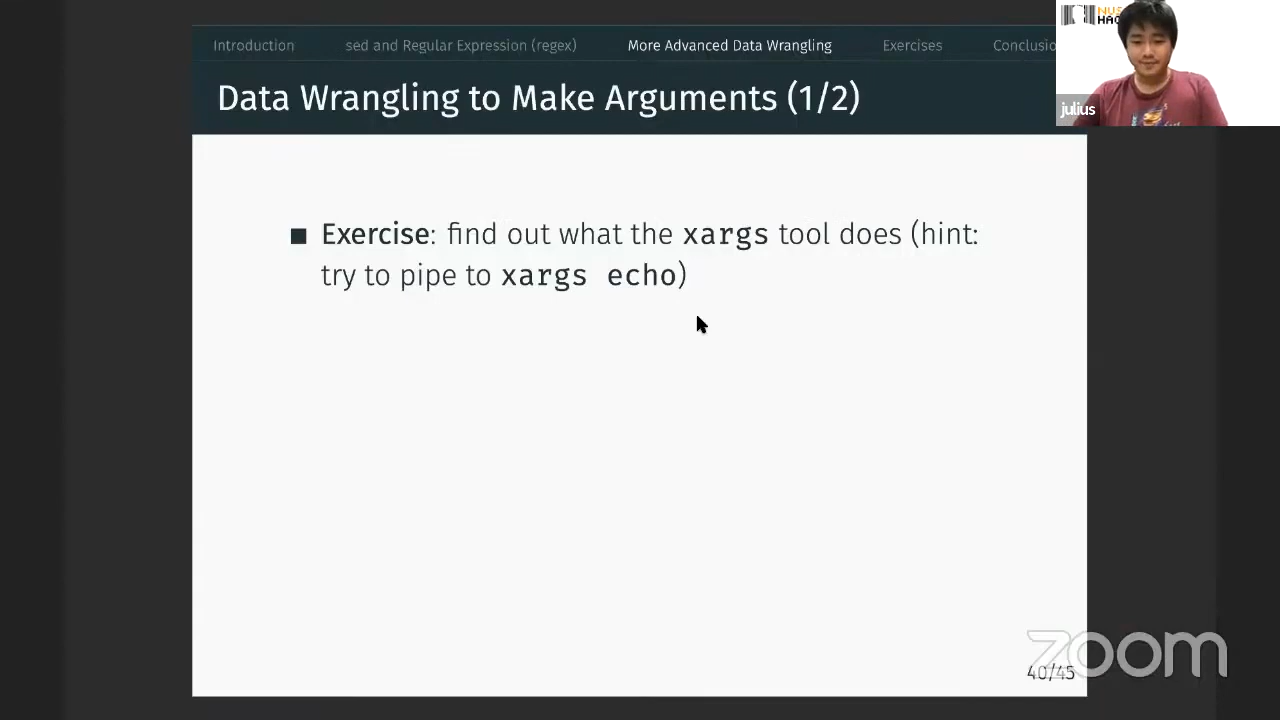 Introduction sed and Regular Expression (regex) More Advanced Data Wrangling Exercises Conclusio
Data Wrangling to Make Arguments (1/2)
julius
■ Exercise: find out what the xargs tool does (hint:
try to pipe to xargs echo)
zoom
40/45